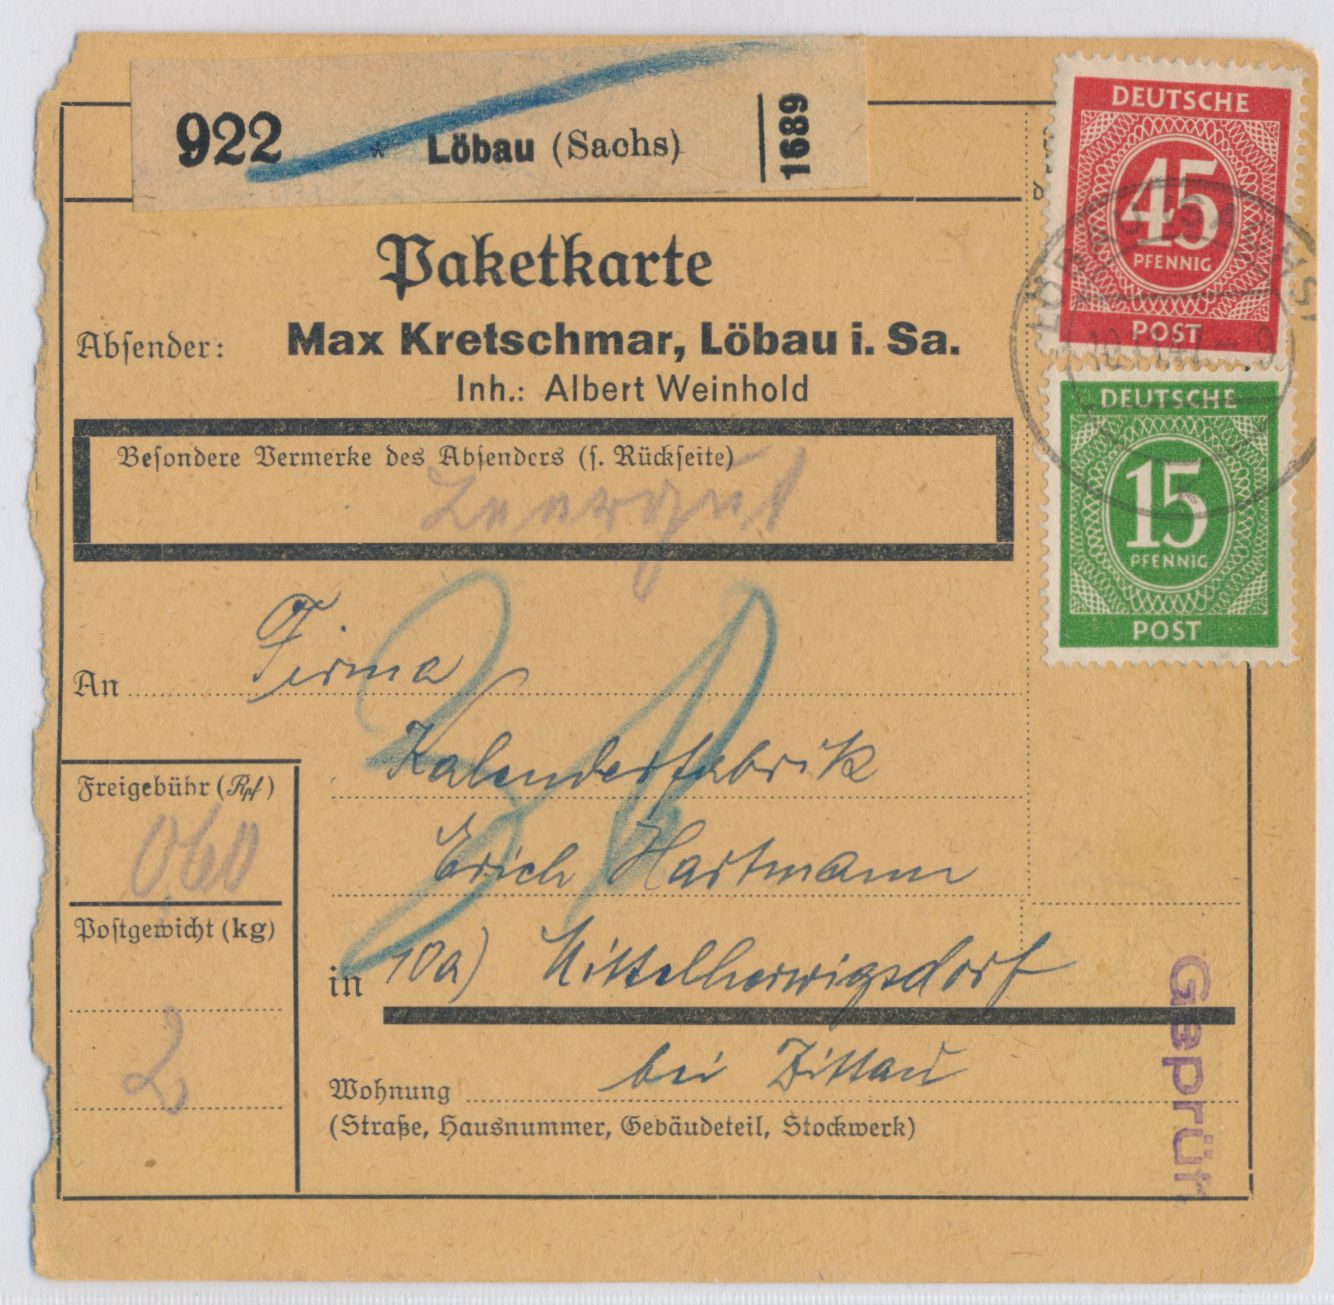 922 * Löbau (Sachs) 1689
Paketkarte
Absender: Max Kretschmar, Löbau i. Sa.
Inh.: Albert Weinhold
Besondere Vermerke des Absenders (s. Rückseite)
Leergut
An Firma
Kalenderfabrik
Erich Hartmann
in 10a) Mittelherwigsdorf
bei Zittau
Wohnung
(Straße, Hausnummer, Gebäudeteil, Stockwerk)
Freigebühr (Rpf)
060
Postgewicht (kg)
2
DEUTSCHE
45
PFENNIG
POST
DEUTSCHE
15
PFENNIG
POST
Geprüft